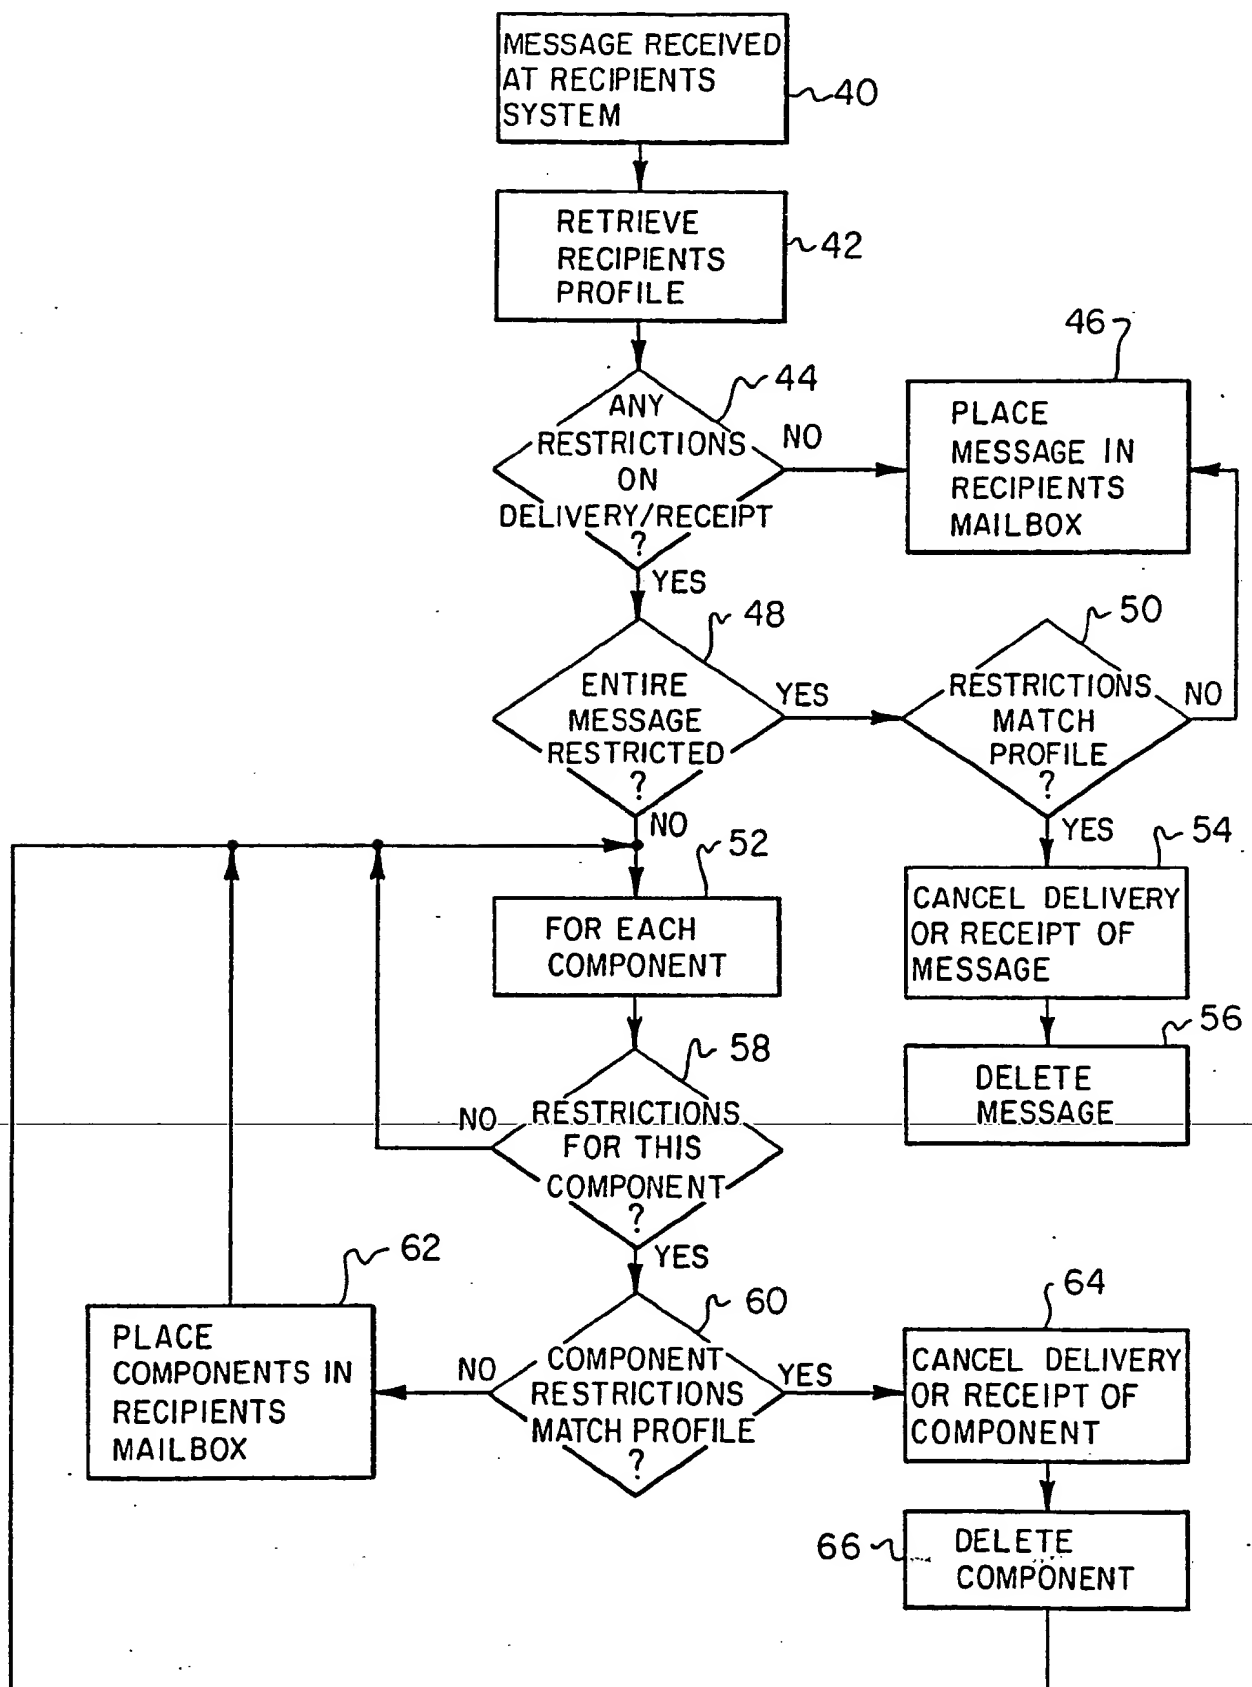 MESSAGE RECEIVED
AT RECIPIENTS
SYSTEM
40
RETRIEVE
RECIPIENTS
PROFILE
42
ANY
RESTRICTIONS
ON
DELIVERY/RECEIPT
?
44
NO
YES
46
PLACE
MESSAGE IN
RECIPIENTS
MAILBOX
ENTIRE
MESSAGE
RESTRICTED
?
48
YES
NO
RESTRICTIONS
MATCH
PROFILE
?
50
NO
YES
52
FOR EACH
COMPONENT
54
CANCEL DELIVERY
OR RECEIPT OF
MESSAGE
56
DELETE
MESSAGE
58
RESTRICTIONS
FOR THIS
COMPONENT
?
NO
YES
60
COMPONENT
RESTRICTIONS
MATCH PROFILE
?
NO
YES
62
PLACE
COMPONENTS IN
RECIPIENTS
MAILBOX
64
CANCEL DELIVERY
OR RECEIPT OF
COMPONENT
66
DELETE
COMPONENT